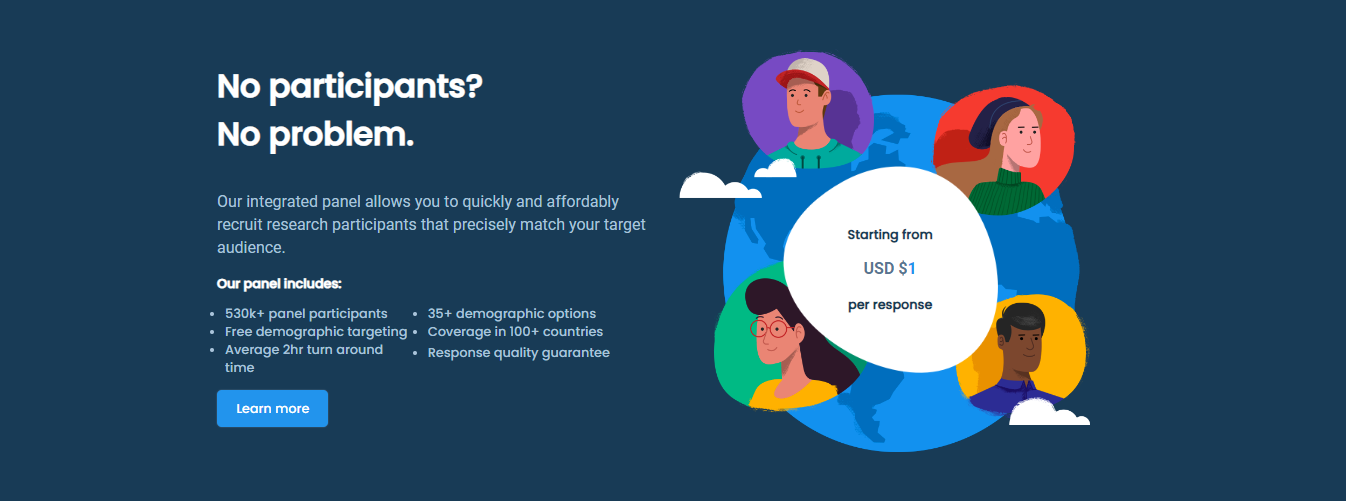 No participants?
No problem.
Our integrated panel allows you to quickly and affordably
recruit research participants that precisely match your target
audience.
Our panel includes:
530k+ panel participants
Free demographic targeting
Average 2hr turn around
time
35+ demographic options
Coverage in 100+ countries
Response quality guarantee
Learn more
Starting from
USD $1
per response